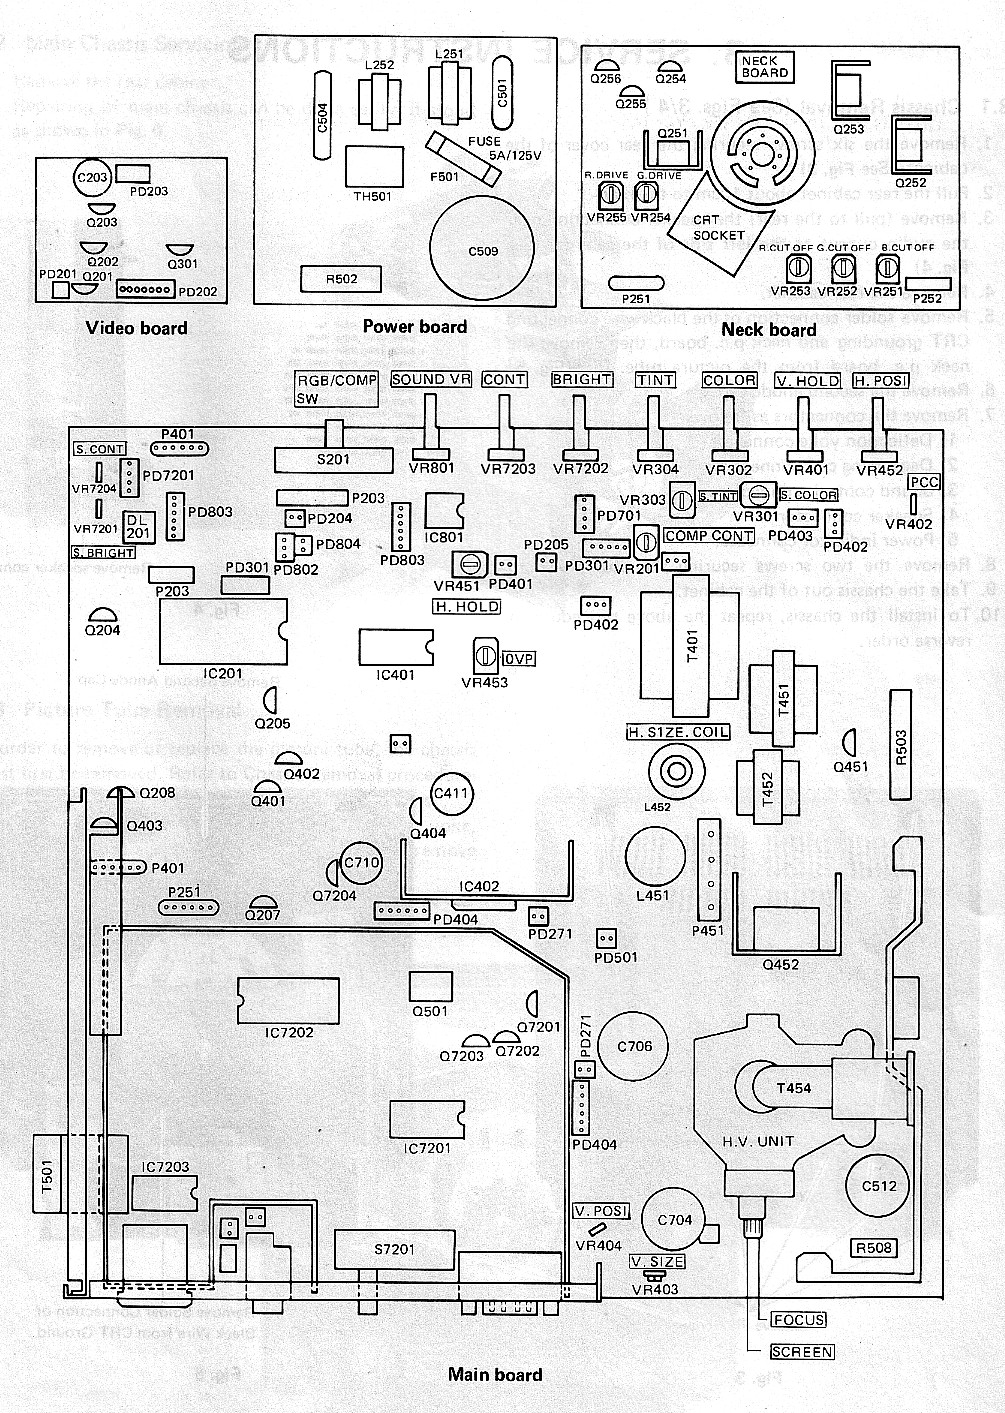 L252
L251
C504
C501
FUSE
5A/125V
F501
TH501
C509
R502
Power board
C203
PD203
Q203
Q202
Q301
PD201
Q201
PD202
Video board
Q256
Q254
Q255
NECK
BOARD
Q253
Q251
Q252
R.DRIVE G.DRIVE
VR255 VR254
CRT
SOCKET
R.CUTOFF G.CUTOFF B.CUTOFF
VR253 VR252 VR251
P251
P252
Neck board
RGB/COMP
SW
SOUND VR
CONT
BRIGHT
TINT
COLOR
V. HOLD
H. POSI
P401
S. CONT
S201
VR801
VR7203
VR7202
VR304
VR302
VR401
VR452
PD7201
VR7204
VR7201
DL
201
S. BRIGHT
PD803
P203
PD204
PD804
PD802
PD803
IC801
PD701
VR303
S.TINT
VR301
S. COLOR
PCC
VR402
PD403
PD402
COMP CONT
PD205
PD301
VR201
VR451
PD401
H. HOLD
P203
PD301
Q204
IC201
IC401
OVP
VR453
PD402
T401
T451
Q205
H. SIZE. COIL
L452
T452
Q451
R503
Q402
Q401
Q208
Q403
C411
Q404
P401
C710
Q7204
IC402
L451
P451
Q452
P251
Q207
PD404
PD271
PD501
IC7202
Q501
Q7201
Q7203
Q7202
PD271
C706
T454
H.V. UNIT
IC7201
PD404
T501
IC7203
C512
V. POSI
VR404
C704
S7201
V. SIZE
VR403
R508
FOCUS
SCREEN
Main board